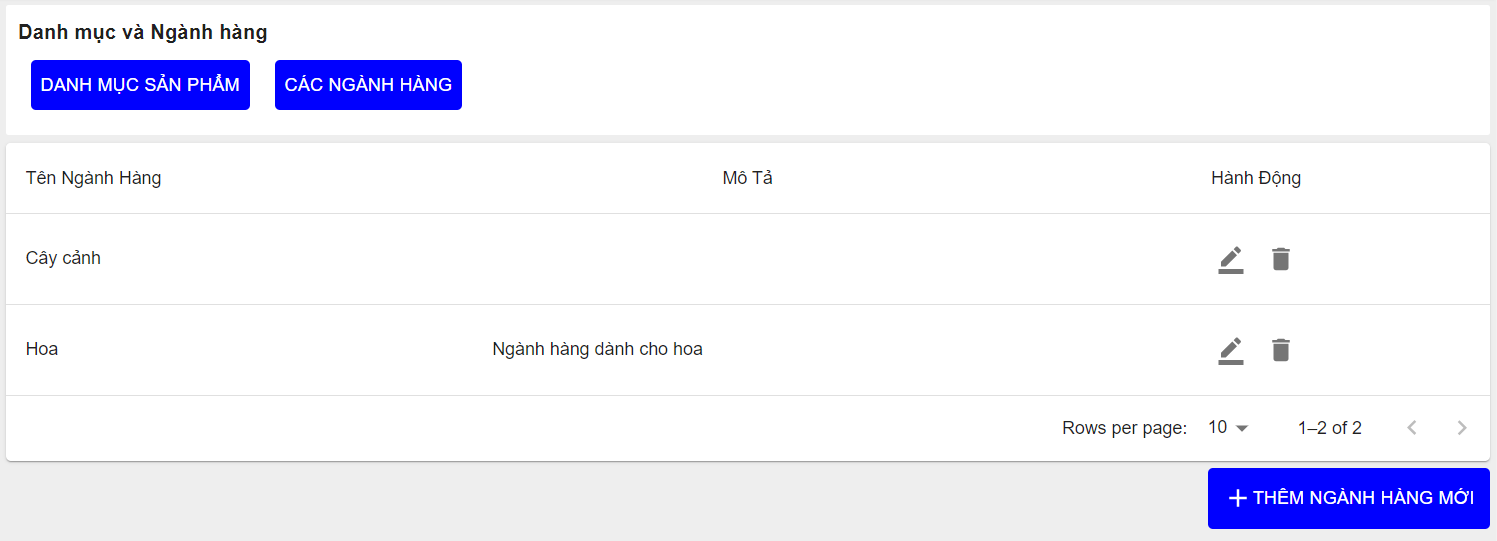 Danh mục và Ngành hàng
DANH MỤC SẢN PHẨM CÁC NGÀNH HÀNG
Tên Ngành Hàng Mô Tả Hành Động
Cây cảnh
Hoa Ngành hàng dành cho hoa
Rows per page: 10 1–2 of 2
THÊM NGÀNH HÀNG MỚI